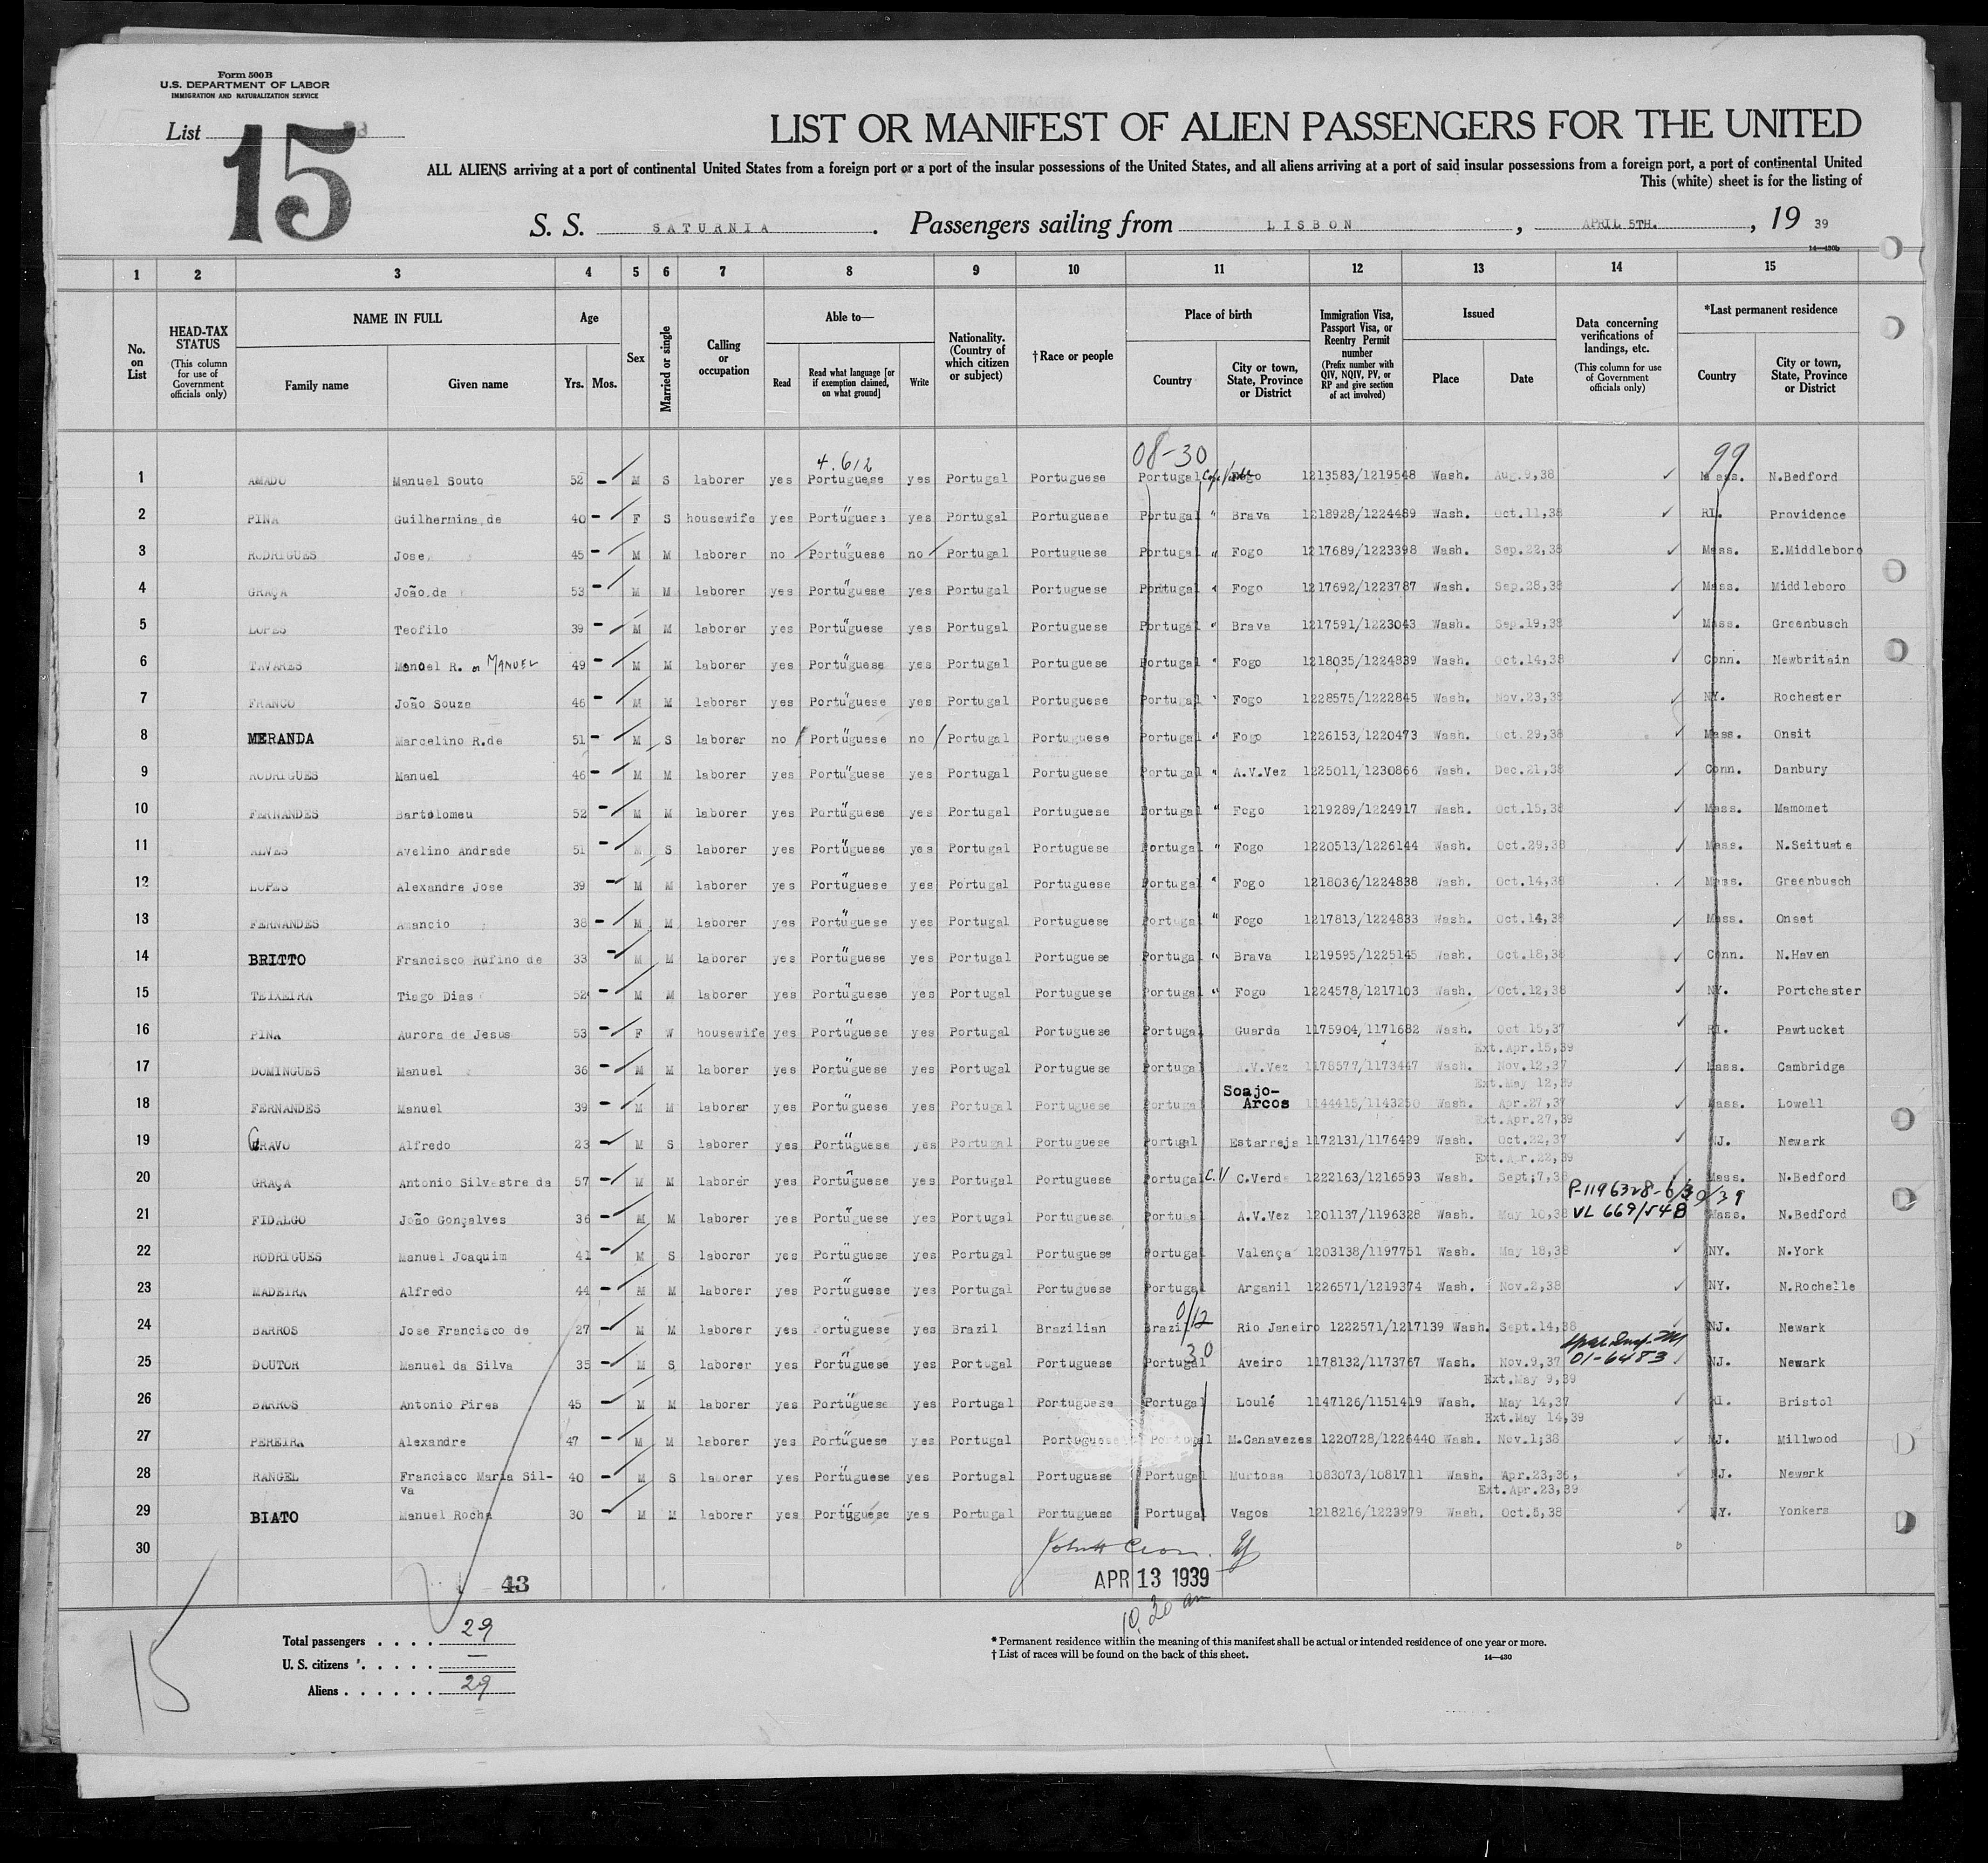 Form 500 B
U.S. DEPARTMENT OF LABOR
IMMIGRATION AND NATURALIZATION SERVICE
List
15
LIST OR MANIFEST OF ALIEN PASSENGERS FOR THE UNITED
ALL ALIENS arriving at a port of continental United States from a foreign port or a port of the insular possessions of the United States, and all aliens arriving at a port of said insular possessions from a foreign port, a port of continental United
This (white) sheet is for the listing of
S. S. SATURNIA. Passengers sailing from LISBON, APRIL 5TH., 19 39
14—430b
1 2 3 4 5 6 7 8 9 10 11 12 13 14 15
No. on List
HEAD-TAX STATUS (This column for use of Government officials only)
NAME IN FULL Family name Given name
Age Yrs. Mos.
Sex
Married or single
Calling or occupation
Able to— Read Read what language [or if exemption claimed, on what ground] Write
Nationality. (Country of which citizen or subject)
†Race or people
Place of birth Country City or town, State, Province or District
Immigration Visa, Passport Visa, or Reentry Permit number (Prefix number with QIV, NQIV, PV, or RP and give section of act involved)
Issued Place Date
Data concerning verifications of landings, etc. (This column for use of Government officials only)
*Last permanent residence Country City or town, State, Province or District
4.612 08-30 99
1 AMADO Manuel Souto 52 - M S laborer yes Portuguese yes Portugal Portuguese Portugal Cape Verde Fogo 1213583/1219548 Wash. Aug.9,38 Mass. N.Bedford
2 PINA Guilhermina de 40 - F S housewife yes Portuguese yes Portugal Portuguese Portugal " Brava 1218928/1224489 Wash. Oct.11,38 RI. Providence
3 RODRIGUES Jose 45 - M M laborer no Portuguese no Portugal Portuguese Portugal " Fogo 1217689/1223398 Wash. Sep.22,38 Mass. E.Middleboro
4 GRAÇA João da 53 - M M laborer yes Portuguese yes Portugal Portuguese Portugal " Fogo 1217692/1223787 Wash. Sep.28,38 Mass. Middleboro
5 LOPES Teofilo 39 - M M laborer yes Portuguese yes Portugal Portuguese Portugal " Brava 1217591/1223043 Wash. Sep.19,38 Mass. Greenbusch
6 TAVARES Manoel R. or MANUEL 49 - M M laborer yes Portuguese yes Portugal Portuguese Portugal " Fogo 1218035/1224839 Wash. Oct.14,38 Conn. Newbritain
7 FRANCO João Souza 46 - M M laborer yes Portuguese yes Portugal Portuguese Portugal " Fogo 1228575/1222845 Wash. Nov.23,38 NY. Rochester
8 MERANDA Marcelino R.de 51 - M S laborer no Portuguese no Portugal Portuguese Portugal " Fogo 1226153/1220473 Wash. Oct.29,38 Mass. Onsit
9 RODRIGUES Manuel 46 - M M laborer yes Portuguese yes Portugal Portuguese Portugal " A.V.Vez 1225011/1230866 Wash. Dec.21,38 Conn. Danbury
10 FERNANDES Bartolomeu 52 - M M laborer yes Portuguese yes Portugal Portuguese Portugal " Fogo 1219289/1224917 Wash. Oct.15,38 Mass. Mamomet
11 ALVES Avelino Andrade 51 - M S laborer yes Portuguese yes Portugal Portuguese Portugal " Fogo 1220513/1226144 Wash. Oct.29,38 Mass. N.Seituate
12 LOPES Alexandre Jose 39 - M M laborer yes Portuguese yes Portugal Portuguese Portugal " Fogo 1218036/1224838 Wash. Oct.14,38 Mass. Greenbusch
13 FERNANDES Amancio 38 - M M laborer yes Portuguese yes Portugal Portuguese Portugal " Fogo 1217813/1224833 Wash. Oct.14,38 Mass. Onset
14 BRITTO Francisco Rufino de 33 - M M laborer yes Portuguese yes Portugal Portuguese Portugal " Brava 1219595/1225145 Wash. Oct.18,38 Conn. N.Haven
15 TEIXEIRA Tiago Dias 52 - M M laborer yes Portuguese yes Portugal Portuguese Portugal " Fogo 1224578/1217103 Wash. Oct.12,38 NY. Portchester
16 PINA Aurora de Jesus 53 - F W housewife yes Portuguese yes Portugal Portuguese Portugal Guarda 1175904,1171682 Wash. Oct 15,37 RI. Pawtucket
Ext.Apr.15,39
17 DOMINGUES Manuel 36 - M M laborer yes Portuguese yes Portugal Portuguese Portugal A.V.Vez 1178577/1173447 Wash. Nov.12,37 Mass. Cambridge
Ext.May 12,39
18 FERNANDES Manuel 39 - M M laborer yes Portuguese yes Portugal Portuguese Portugal Soajo-Arcos 1144415/1143250 Wash. Apr.27,37 Mass. Lowell
Ext.Apr.27,39
19 GRAVO Alfredo 23 - M S laborer yes Portuguese yes Portugal Portuguese Portugal Estarreja 1172131/1176429 Wash. Oct.22,37 NJ. Newark
Ext.Apr.22,39
20 GRAÇA Antonio Silvestre da 57 - M M laborer yes Portuguese yes Portugal Portuguese Portugal C.V C.Verde 1222163/1216593 Wash. Sept;7,38 Mass. N.Bedford
P-1196328-6/30/39
21 FIDALGO João Gonçalves 36 - M M laborer yes Portuguese yes Portugal Portuguese Portugal A.V.Vez 1201137/1196328 Wash. May 10,38 VL 669/548 Mass. N.Bedford
22 RODRIGUES Manuel Joaquim 41 - M S laborer yes Portuguese yes Portugal Portuguese Portugal Valença 1203138/1197751 Wash. May 18,38 NY. N.York
23 MADEIRA Alfredo 44 - M M laborer yes Portuguese yes Portugal Portuguese Portugal Arganil 1226571/1219374 Wash. Nov.2,38 NY. N.Rochelle
24 BARROS Jose Francisco de 27 - M M laborer yes Portuguese yes Brazil Brazilian Brazil 0/12 Rio Janeiro 1222571/1217139 Wash. Sept.14,38 NJ. Newark
25 DOUTOR Manuel da Silva 35 - M S laborer yes Portuguese yes Portugal Portuguese Portugal 30 Aveiro 1178132/1173767 Wash. Nov.9,37 01-6483 NJ. Newark
Ext.May 9,39
26 BARROS Antonio Pires 45 - M M laborer yes Portuguese yes Portugal Portuguese Portugal Loulé 1147126/1151419 Wash. May 14,37 RI. Bristol
Ext.May 14,39
27 PEREIRA Alexandre 47 - M M laborer yes Portuguese yes Portugal Portuguese Portugal M.Canavezes 1220728/1226440 Wash. Nov.1;38 NJ. Millwood
28 RANGEL Francisco Maria Sil- 40 - M S laborer yes Portuguese yes Portugal Portuguese Portugal Murtosa 1083073/1081711 Wash. Apr.23,36, NJ. Newark
va Ext.Apr.23,39
29 BIATO Manuel Rocha 30 - M M laborer yes Portuguese yes Portugal Portuguese Portugal Vagos 1218216/1223979 Wash. Oct.5,38 NY. Yonkers
30
43
APR 13 1939
10.20 am
15
Total passengers . . . . 29
U. S. citizens . . . . . —
Aliens . . . . . . 29
* Permanent residence within the meaning of this manifest shall be actual or intended residence of one year or more.
† List of races will be found on the back of this sheet.
14—430